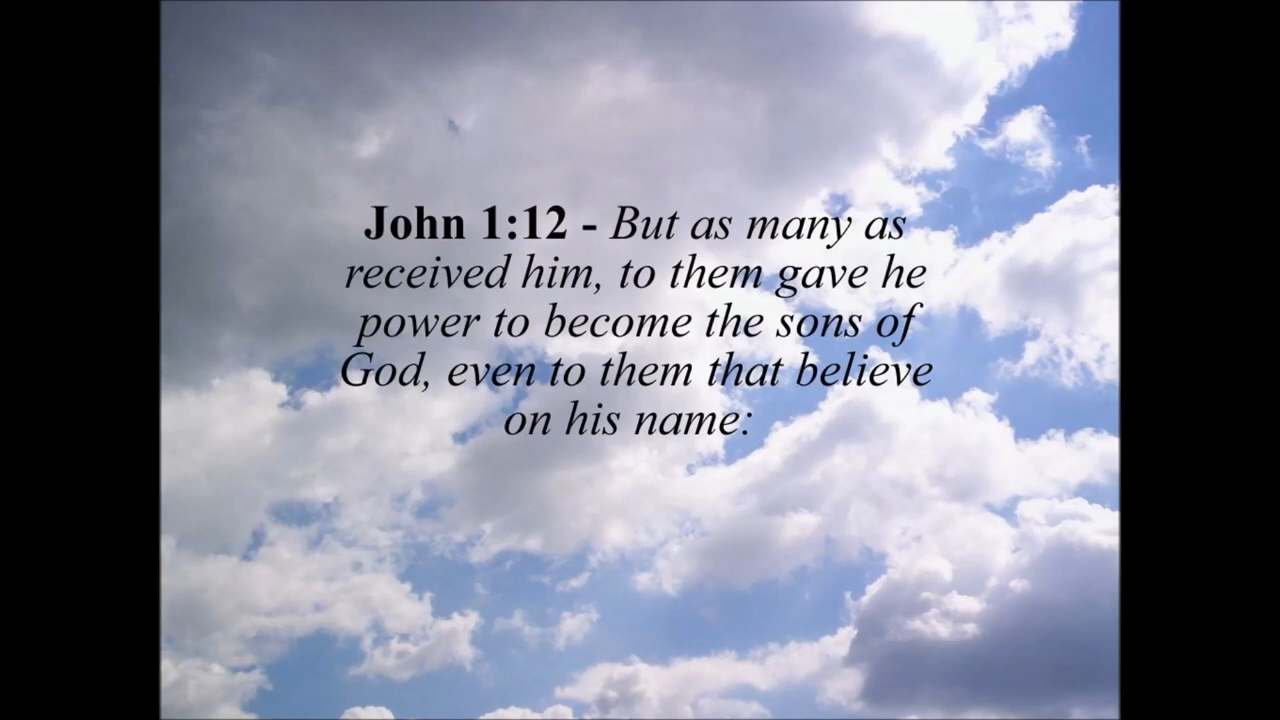 John 1:12 - But as many as
received him, to them gave he
power to become the sons of
God, even to them that believe
on his name: